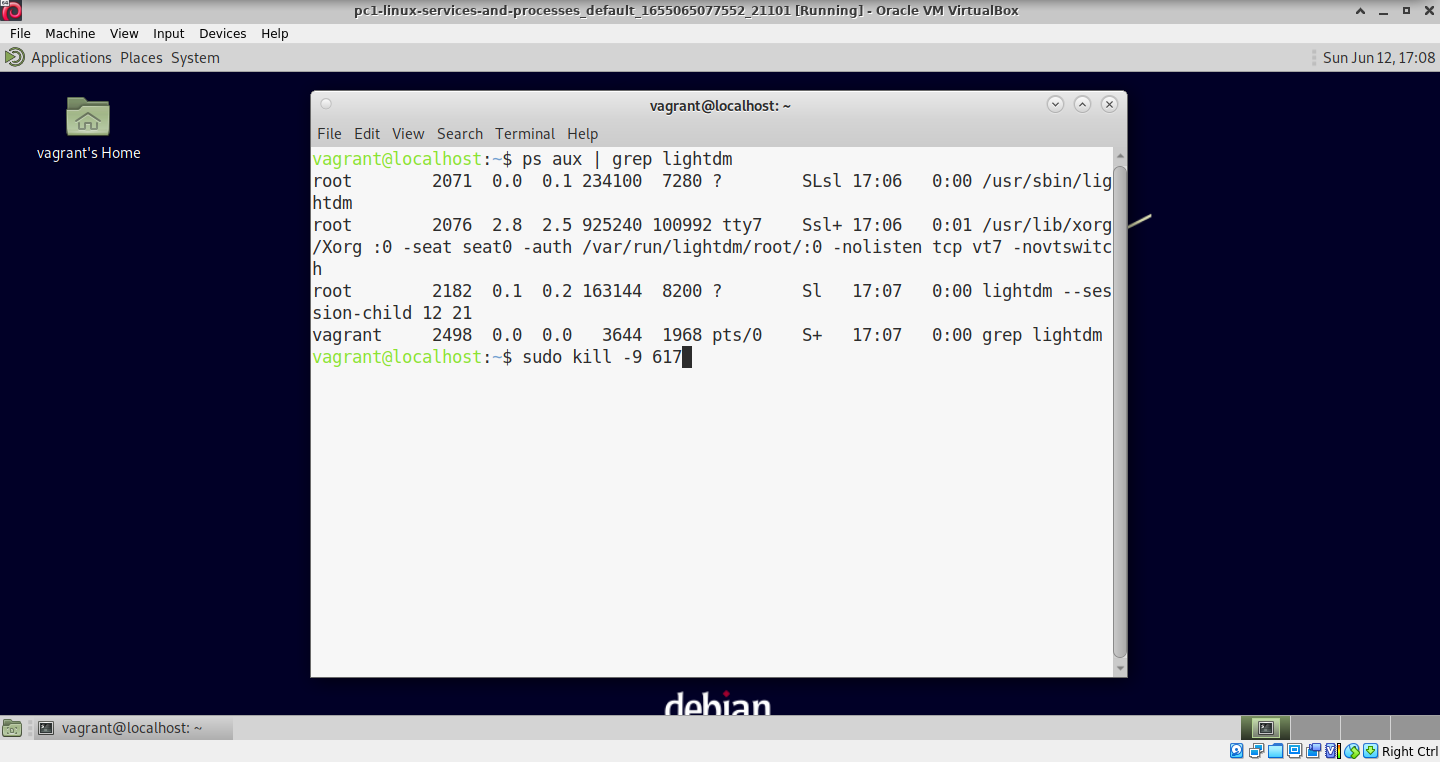 pc1-linux-services-and-processes_default_1655065077552_21101 [Running] - Oracle VM VirtualBox
File Machine View Input Devices Help
Applications Places System Sun Jun 12, 17:08
vagrant's Home
vagrant@localhost: ~
File Edit View Search Terminal Help
vagrant@localhost:~$ ps aux | grep lightdm
root        2071  0.0  0.1 234100  7280 ?        SLsl 17:06   0:00 /usr/sbin/lig
htdm
root        2076  2.8  2.5 925240 100992 tty7    Ssl+ 17:06   0:01 /usr/lib/xorg
/Xorg :0 -seat seat0 -auth /var/run/lightdm/root/:0 -nolisten tcp vt7 -novtswitc
h
root        2182  0.1  0.2 163144  8200 ?        Sl   17:07   0:00 lightdm --ses
sion-child 12 21
vagrant     2498  0.0  0.0   3644  1968 pts/0    S+   17:07   0:00 grep lightdm
vagrant@localhost:~$ sudo kill -9 617
debian
vagrant@localhost: ~
Right Ctrl